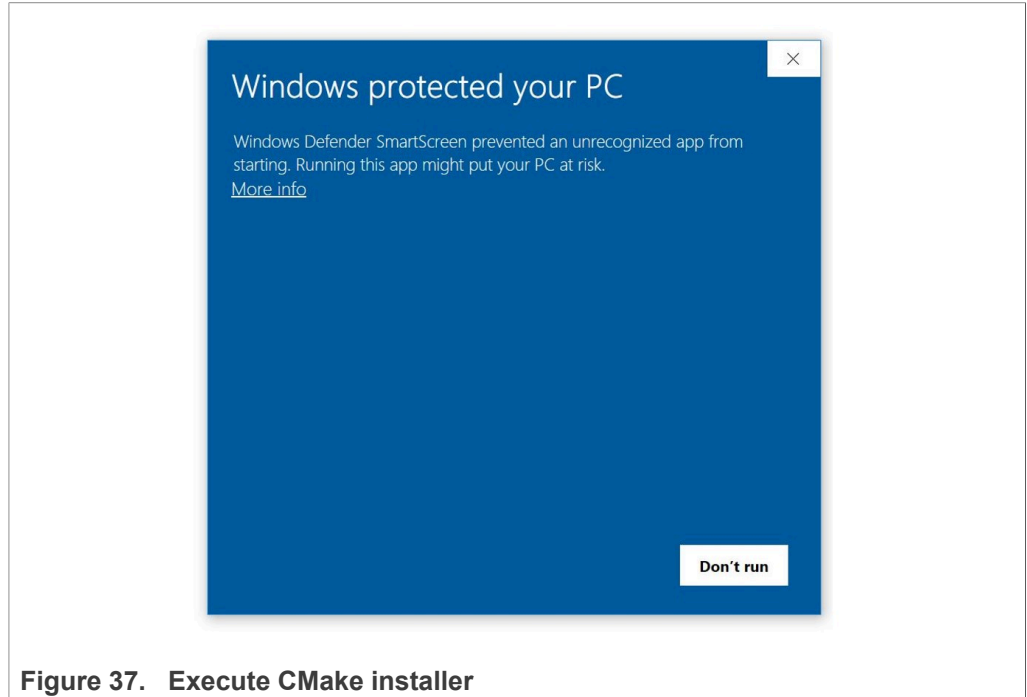 Windows protected your PC
Windows Defender SmartScreen prevented an unrecognized app from
starting. Running this app might put your PC at risk.
More info
Don't run
Figure 37. Execute CMake installer